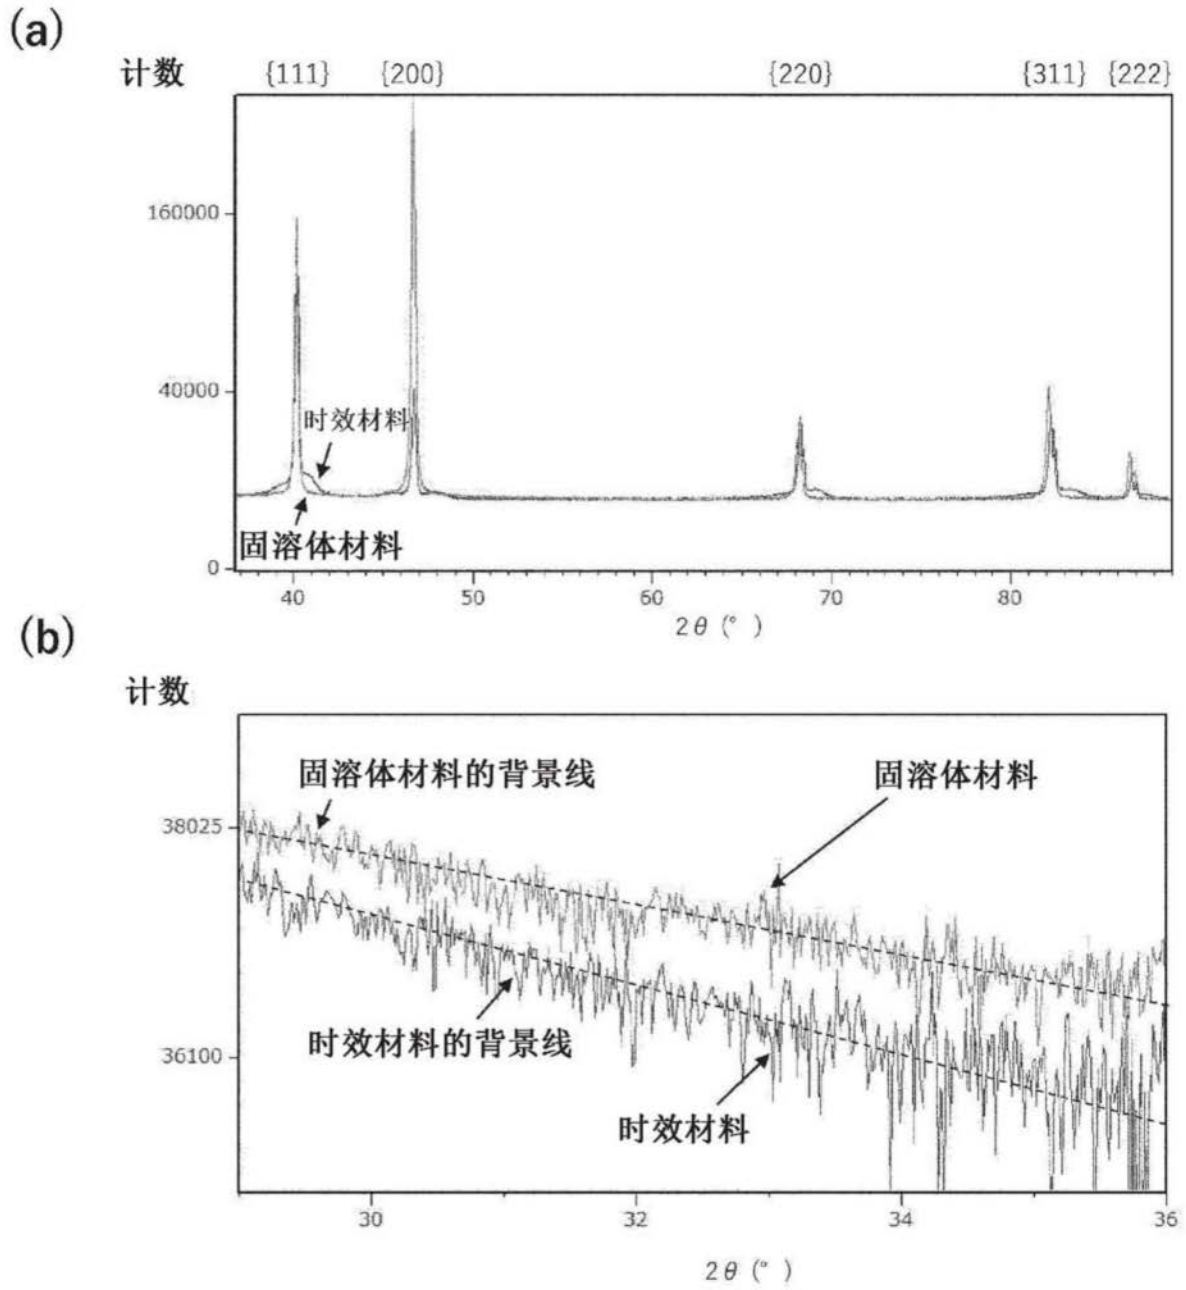 (a)
计数 {111} {200} {220} {311} {222}
160000
40000
时效材料
固溶体材料
0
40 50 60 70 80
2θ (° )
(b)
计数
固溶体材料的背景线 固溶体材料
38025
36100
时效材料的背景线
时效材料
30 32 34 36
2θ (° )